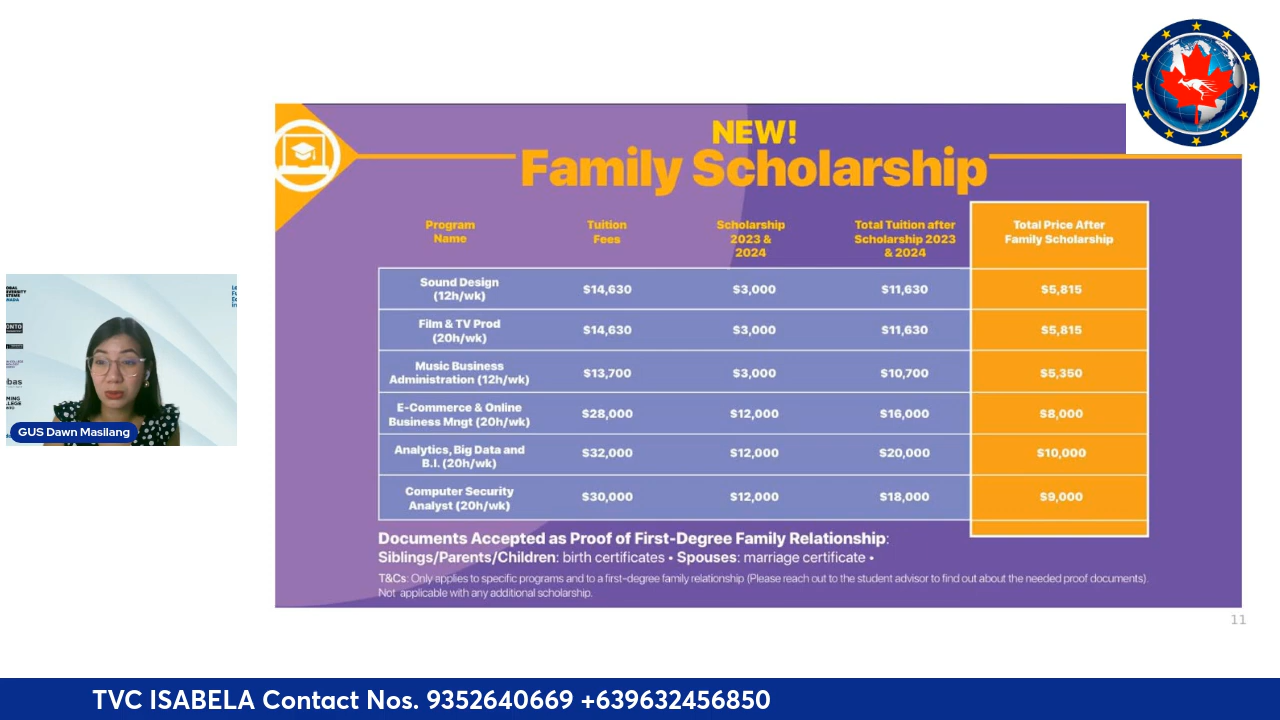 NEW!
Family Scholarship
Program Name
Tuition Fees
Scholarship 2023 & 2024
Total Tuition after Scholarship 2023 & 2024
Total Price After Family Scholarship
Sound Design (12h/wk) $14,630 $3,000 $11,630 $5,815
Film & TV Prod (20h/wk) $14,630 $3,000 $11,630 $5,815
Music Business Administration (12h/wk) $13,700 $3,000 $10,700 $5,350
E-Commerce & Online Business Mngt (20h/wk) $28,000 $12,000 $16,000 $8,000
Analytics, Big Data and B.I. (20h/wk) $32,000 $12,000 $20,000 $10,000
Computer Security Analyst (20h/wk) $30,000 $12,000 $18,000 $9,000
Documents Accepted as Proof of First-Degree Family Relationship:
Siblings/Parents/Children: birth certificates • Spouses: marriage certificate •
T&Cs: Only applies to specific programs and to a first-degree family relationship (Please reach out to the student advisor to find out about the needed proof documents).
Not applicable with any additional scholarship.
11
GUS Dawn Masilang
TVC ISABELA Contact Nos. 9352640669 +639632456850